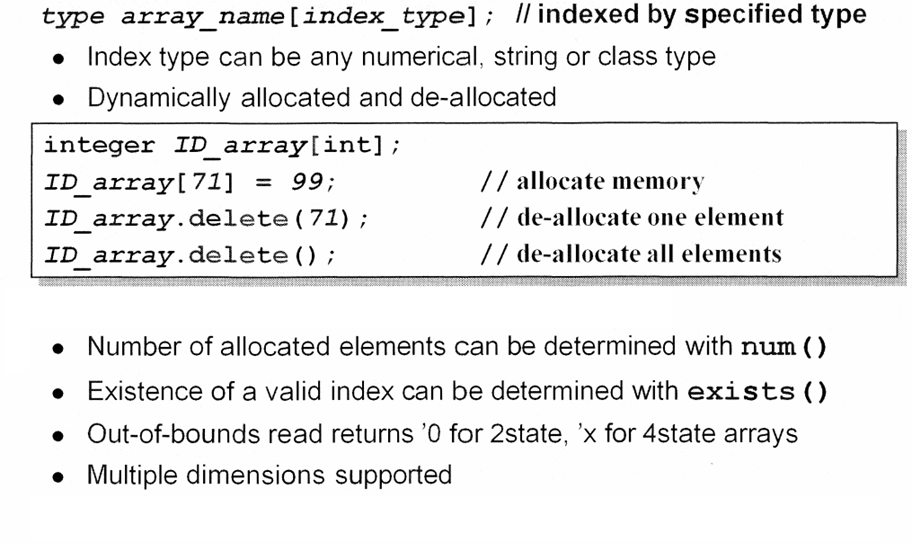 type array_name[index_type]; // indexed by specified type
• Index type can be any numerical, string or class type
• Dynamically allocated and de-allocated
integer ID_array[int];
ID_array[71] = 99; // allocate memory
ID_array.delete(71); // de-allocate one element
ID_array.delete(); // de-allocate all elements
• Number of allocated elements can be determined with num()
• Existence of a valid index can be determined with exists()
• Out-of-bounds read returns '0 for 2state, 'x for 4state arrays
• Multiple dimensions supported